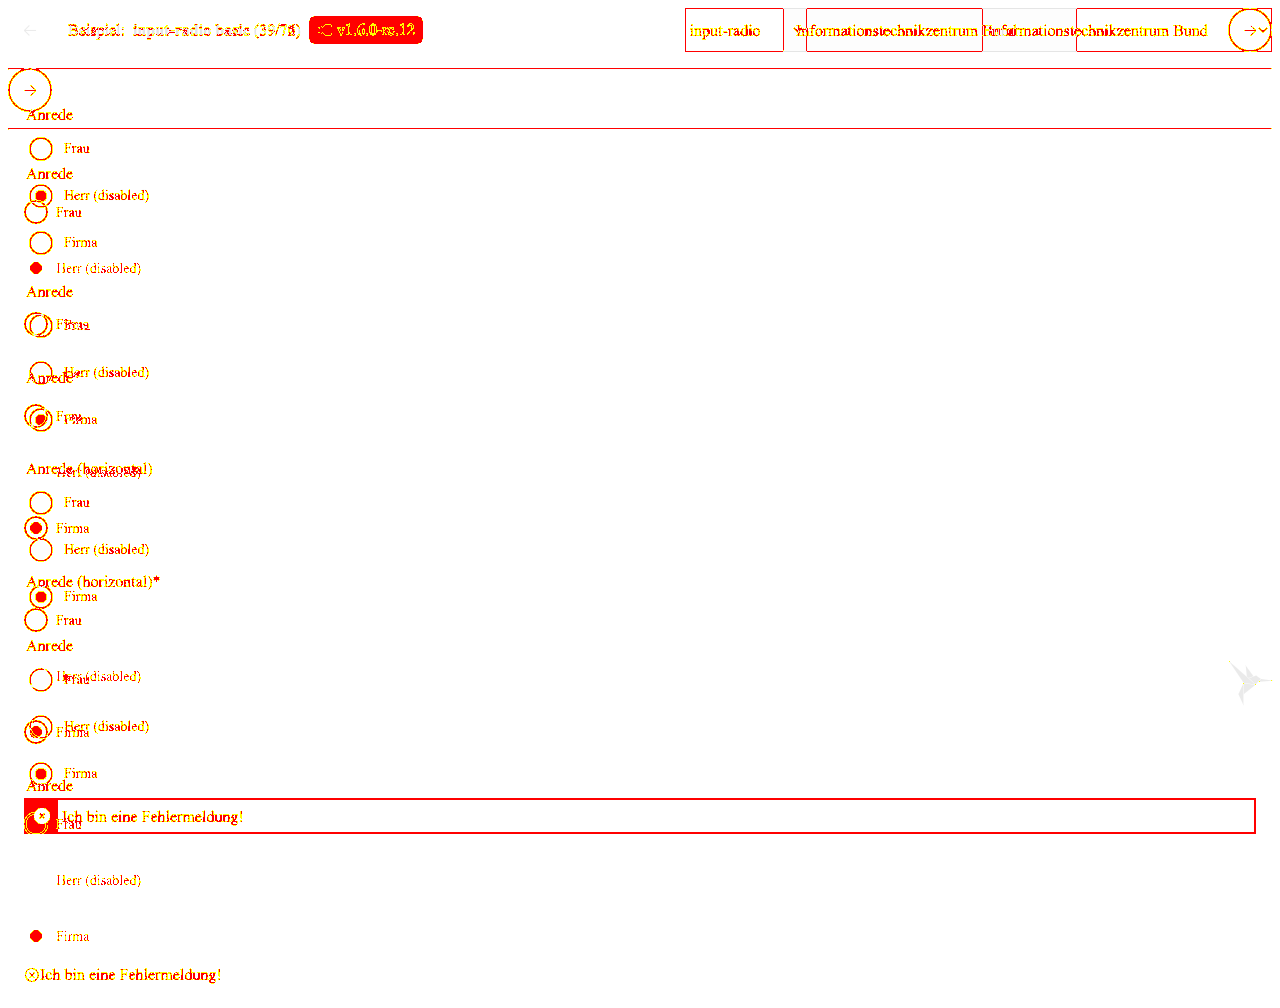 Beispiel: input-radio basic v1.6.0-rc.12 input-radio Informationstechnikzentrum Informationstechnikzentrum Bund
Anrede
Frau
Anrede
Herr (disabled)
Frau
Firma
Herr (disabled)
Anrede
Frau
Herr (disabled)
Anrede
Frau
Firma
Anrede (horizontal)
Herr (disabled)
Frau
Firma
Herr (disabled)
Anrede (horizontal)*
Firma
Frau
Anrede
Herr (disabled)
Frau
Herr (disabled)
Firma
Firma
Anrede
Ich bin eine Fehlermeldung!
Frau
Herr (disabled)
Firma
Ich bin eine Fehlermeldung!